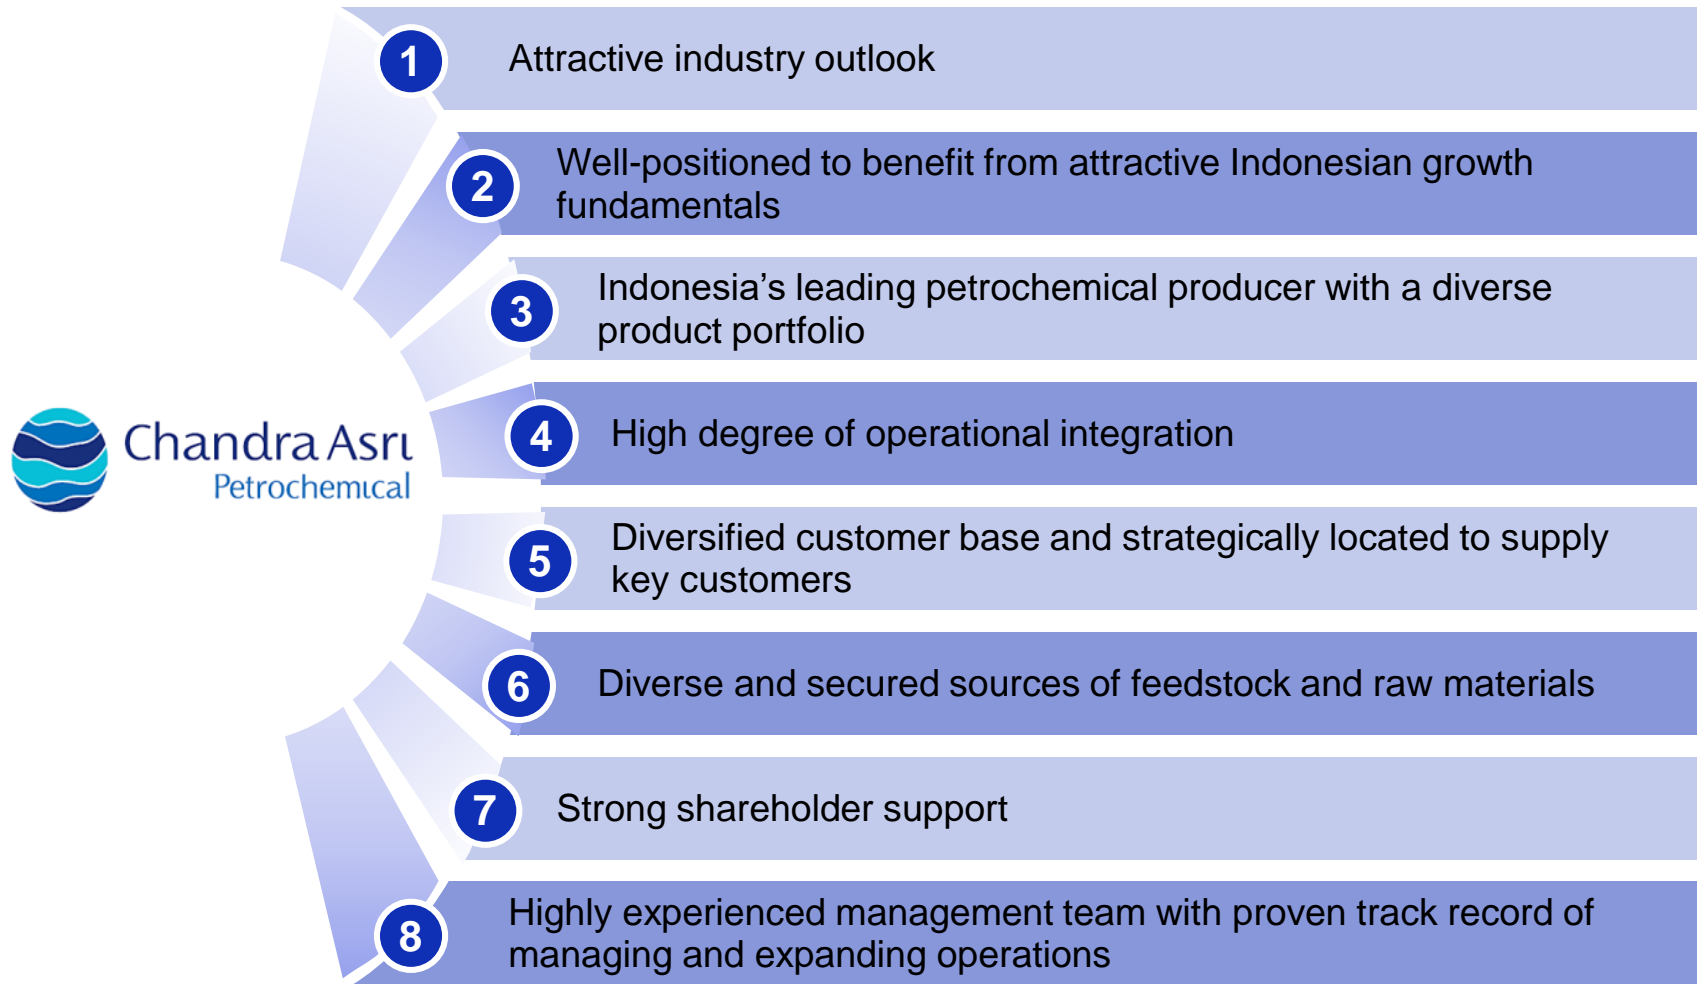 1
Attractive industry outlook
2
Well-positioned to benefit from attractive Indonesian growth
fundamentals
3
Indonesia’s leading petrochemical producer with a diverse
product portfolio
Chandra Asri
Petrochemical
4
High degree of operational integration
5
Diversified customer base and strategically located to supply
key customers
6
Diverse and secured sources of feedstock and raw materials
7
Strong shareholder support
8
Highly experienced management team with proven track record of
managing and expanding operations